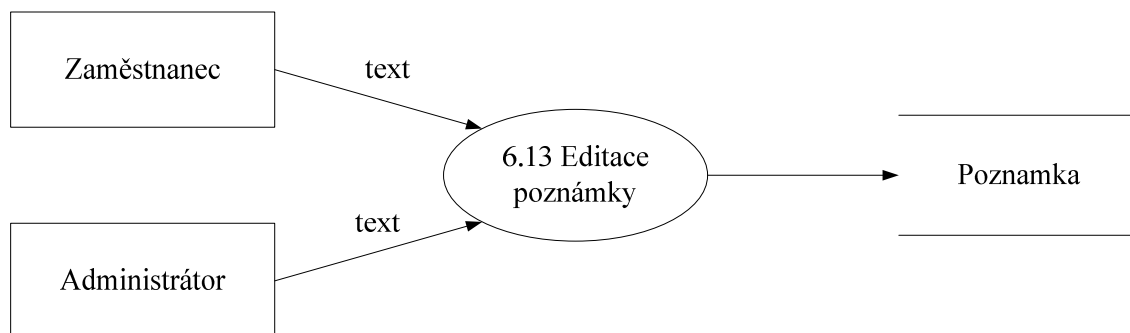 Zaměstnanec
text
6.13 Editace
poznámky
Poznamka
text
Administrátor